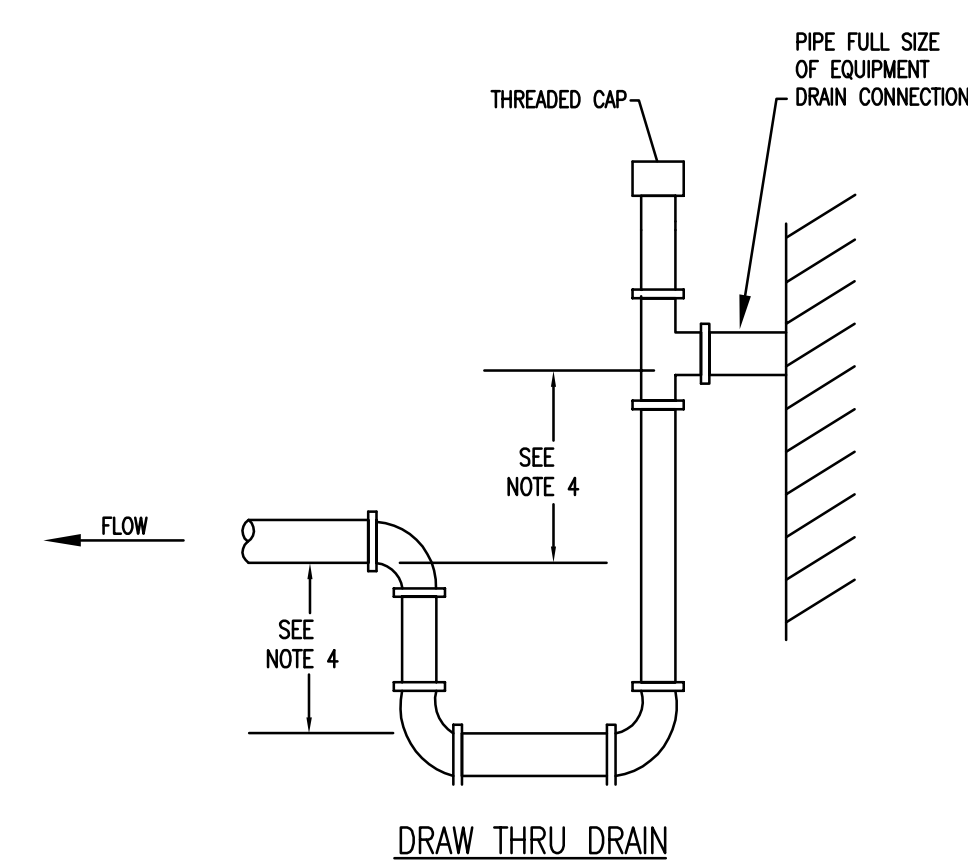 PIPE FULL SIZE
OF EQUIPMENT
DRAIN CONNECTION
THREADED CAP
SEE
NOTE 4
FLOW
SEE
NOTE 4
DRAW THRU DRAIN